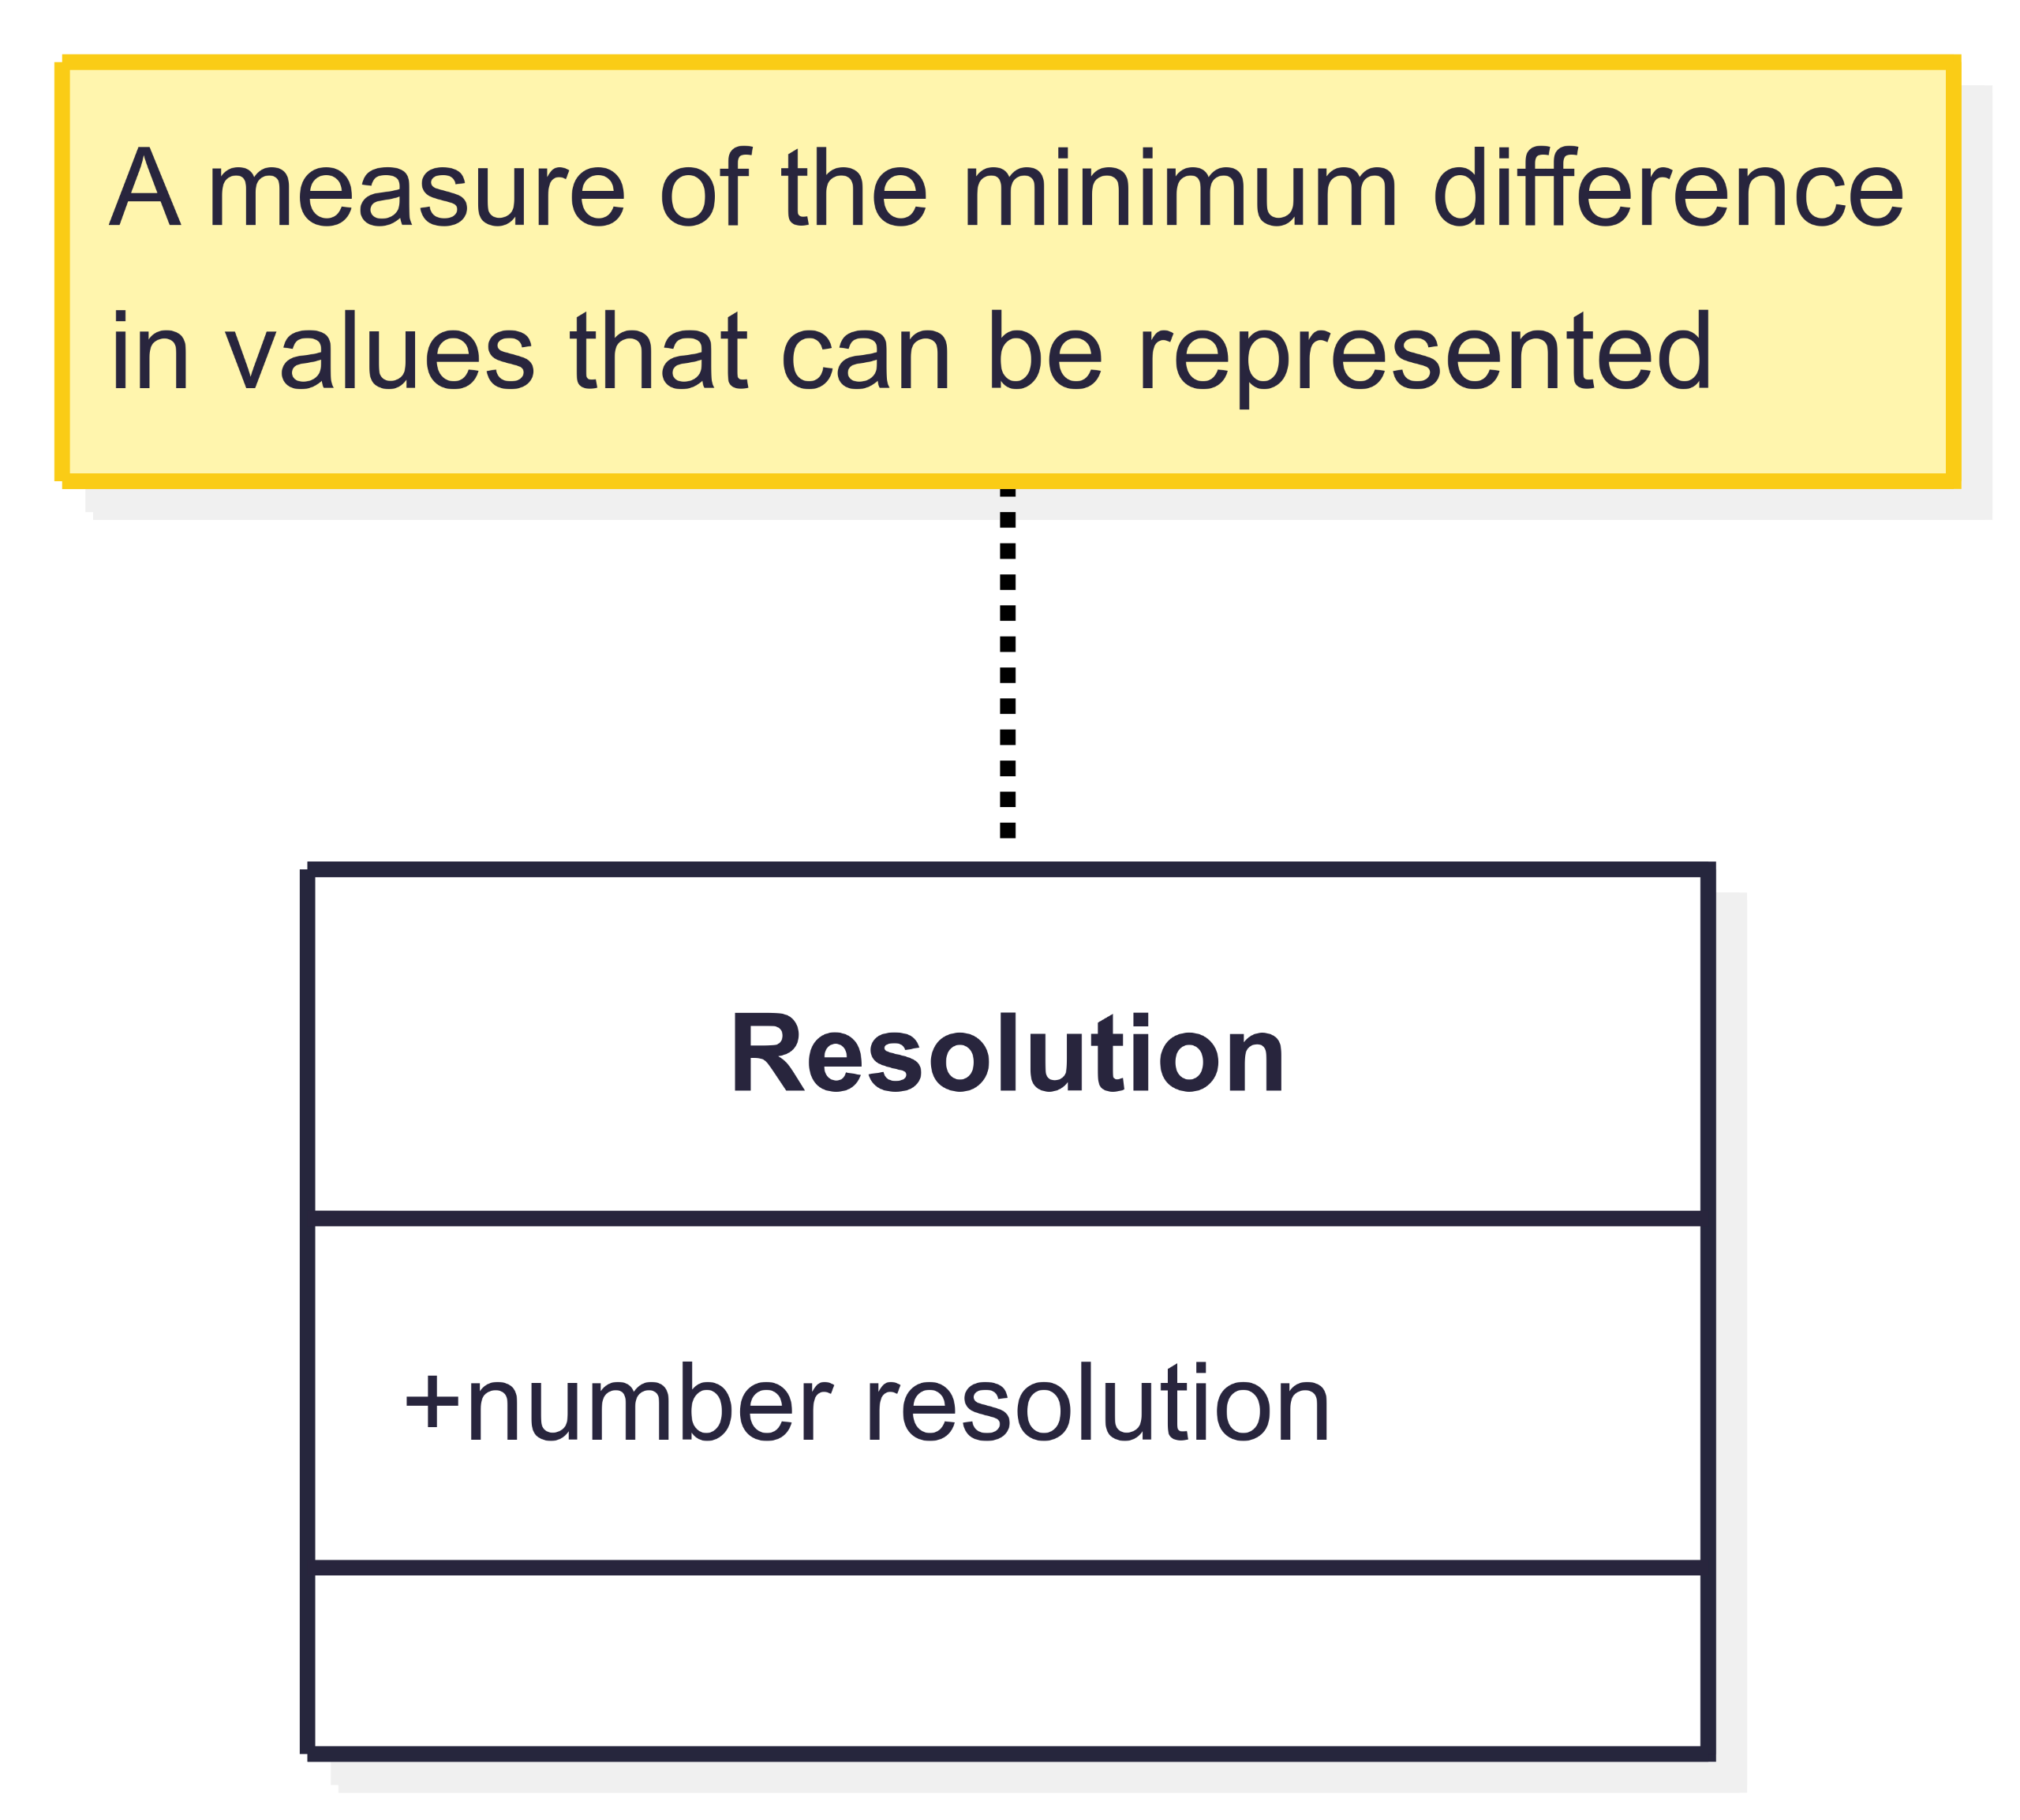 A measure of the minimum difference
in values that can be represented
Resolution
+number resolution